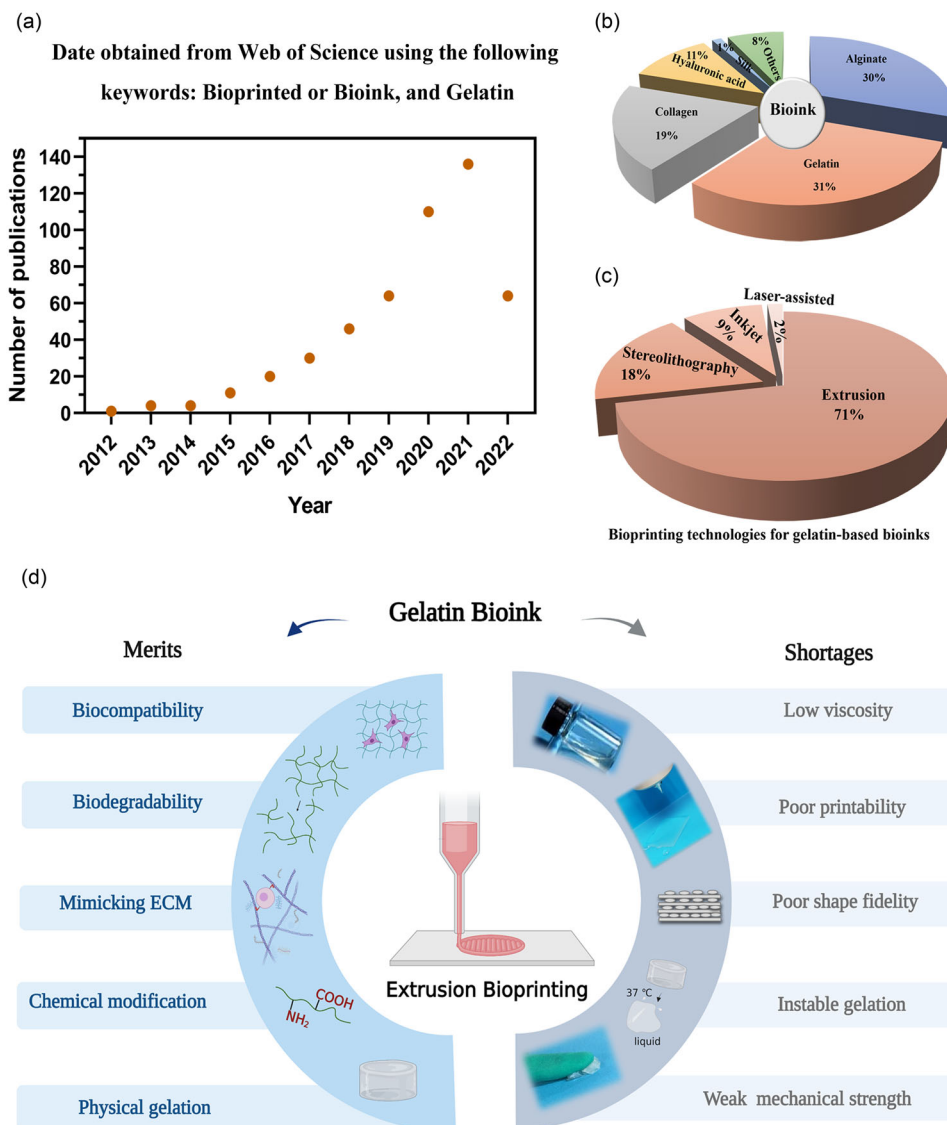 (a)
Date obtained from Web of Science using the following
keywords: Bioprinted or Bioink, and Gelatin
Number of publications
140
120
100
80
60
40
20
0
2012
2013
2014
2015
2016
2017
2018
2019
2020
2021
2022
Year
(b)
Alginate
30%
Gelatin
31%
Collagen
19%
Hyaluronic acid
11%
Silk
1%
Others
8%
Bioink
(c)
Laser-assisted
2%
Inkjet
9%
Stereolithography
18%
Extrusion
71%
Bioprinting technologies for gelatin-based bioinks
(d)
Gelatin Bioink
Merits
Biocompatibility
Biodegradability
Mimicking ECM
Chemical modification
Physical gelation
COOH
NH2
Extrusion Bioprinting
Shortages
Low viscosity
Poor printability
Poor shape fidelity
Instable gelation
Weak mechanical strength
37 ℃
liquid